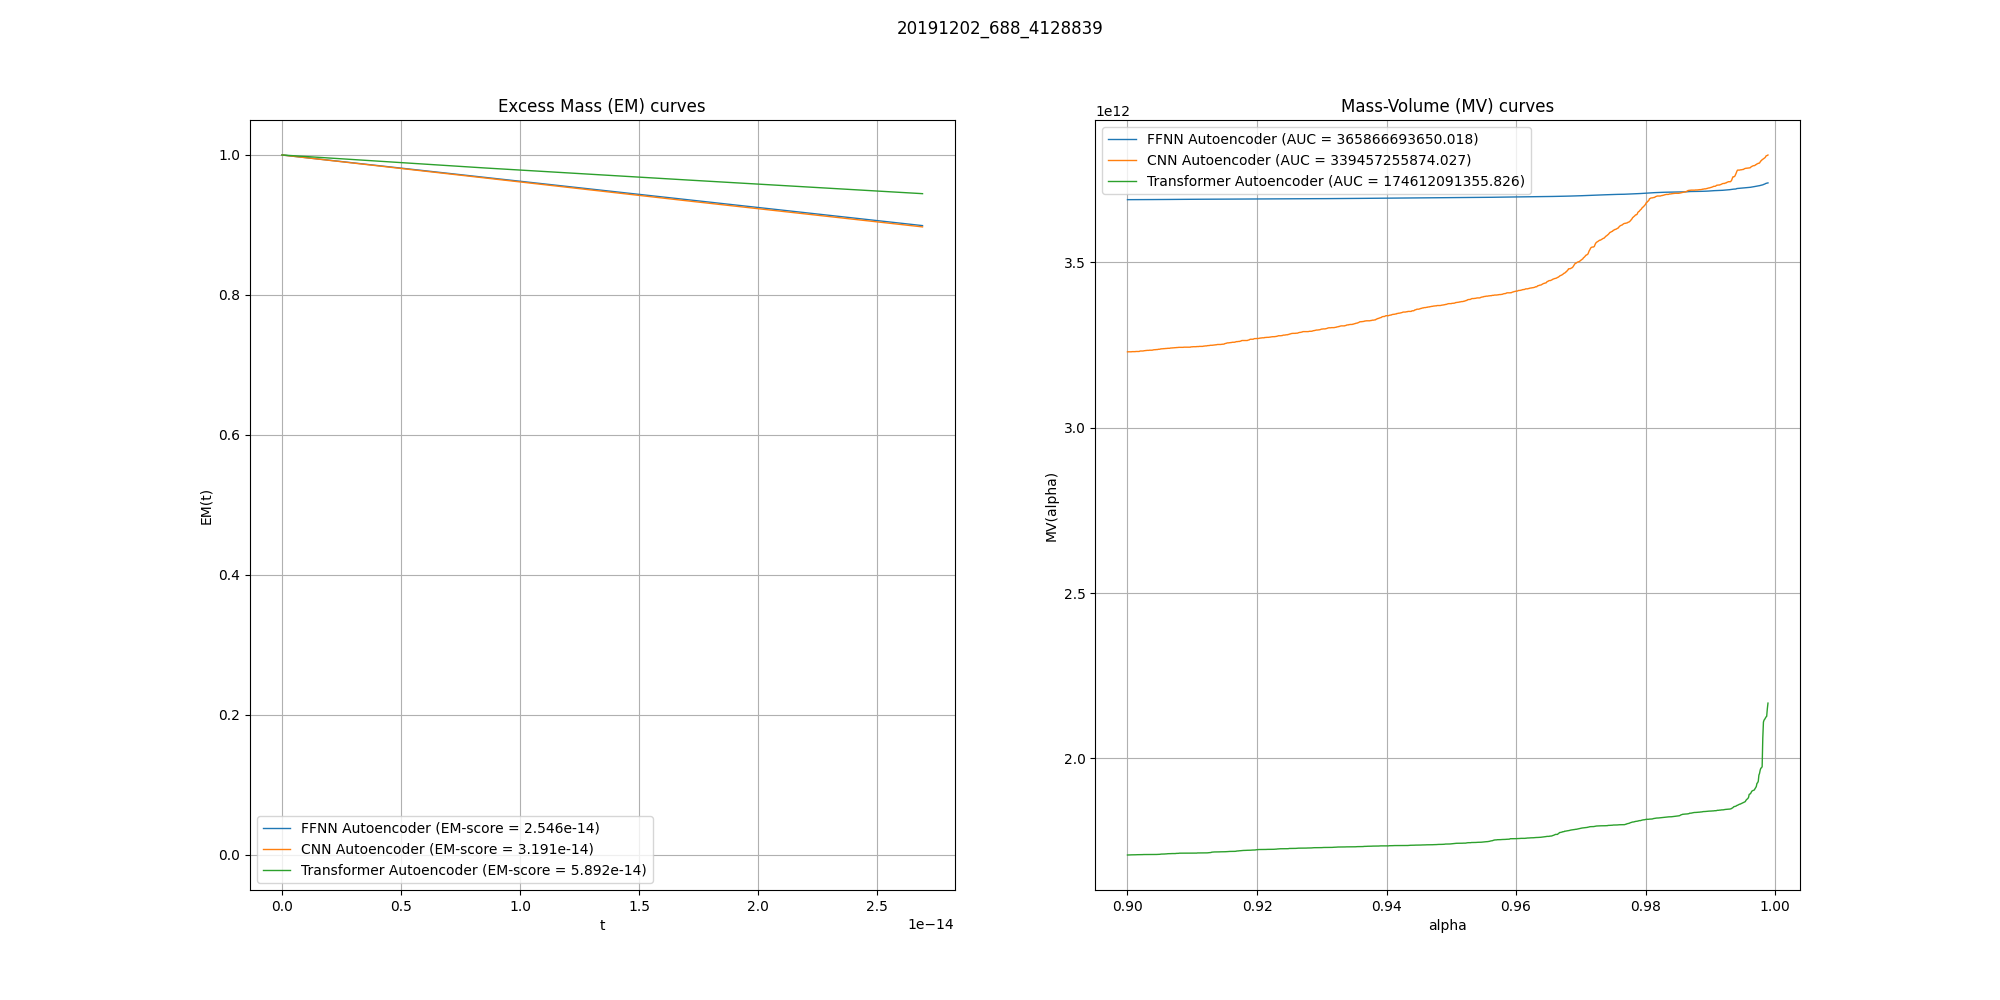 20191202_688_4128839
Excess Mass (EM) curves
EM(t)
1.0
0.8
0.6
0.4
0.2
0.0
FFNN Autoencoder (EM-score = 2.546e-14)
CNN Autoencoder (EM-score = 3.191e-14)
Transformer Autoencoder (EM-score = 5.892e-14)
0.0 0.5 1.0 1.5 2.0 2.5
1e−14
t
Mass-Volume (MV) curves
1e12
FFNN Autoencoder (AUC = 365866693650.018)
CNN Autoencoder (AUC = 339457255874.027)
Transformer Autoencoder (AUC = 174612091355.826)
MV(alpha)
3.5
3.0
2.5
2.0
0.90 0.92 0.94 0.96 0.98 1.00
alpha